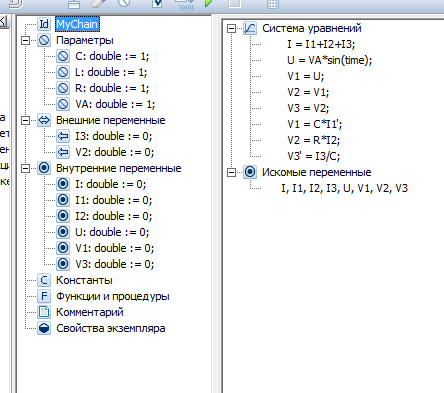 MyChain
Параметры
C: double := 1;
L: double := 1;
R: double := 1;
VA: double := 1;
Внешние переменные
I3: double := 0;
V2: double := 0;
Внутренние переменные
I: double := 0;
I1: double := 0;
I2: double := 0;
U: double := 0;
V1: double := 0;
V3: double := 0;
Константы
Функции и процедуры
Комментарий
Свойства экземпляра
Система уравнений
I = I1+I2+I3;
U = VA*sin(time);
V1 = U;
V2 = V1;
V3 = V2;
V1 = C*I1';
V2 = R*I2;
V3' = I3/C;
Искомые переменные
I, I1, I2, I3, U, V1, V2, V3